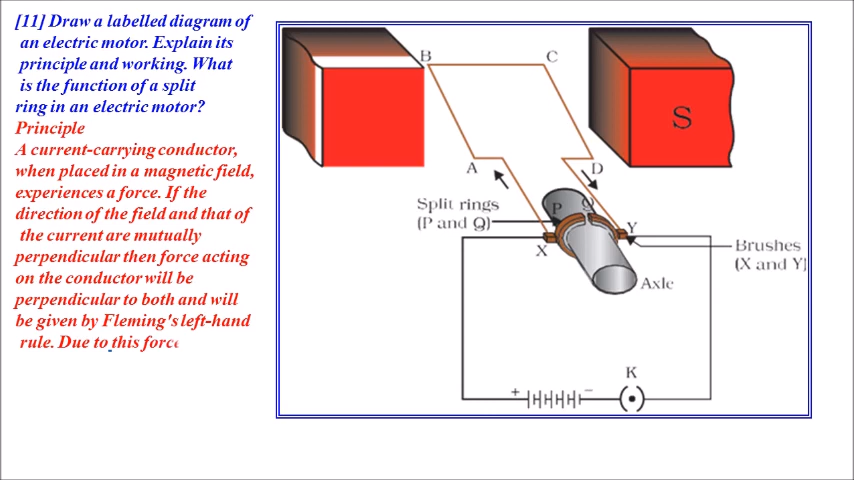 [11] Draw a labelled diagram of
an electric motor. Explain its
principle and working. What
is the function of a split
ring in an electric motor?
Principle
A current-carrying conductor,
when placed in a magnetic field,
experiences a force. If the
direction of the field and that of
the current are mutually
perpendicular then force acting
on the conductor will be
perpendicular to both and will
be given by Fleming's left-hand
rule. Due to this force
B
C
S
A
D
Split rings
(P and Q)
P
Q
X
Y
Brushes
(X and Y)
Axle
K
+
−